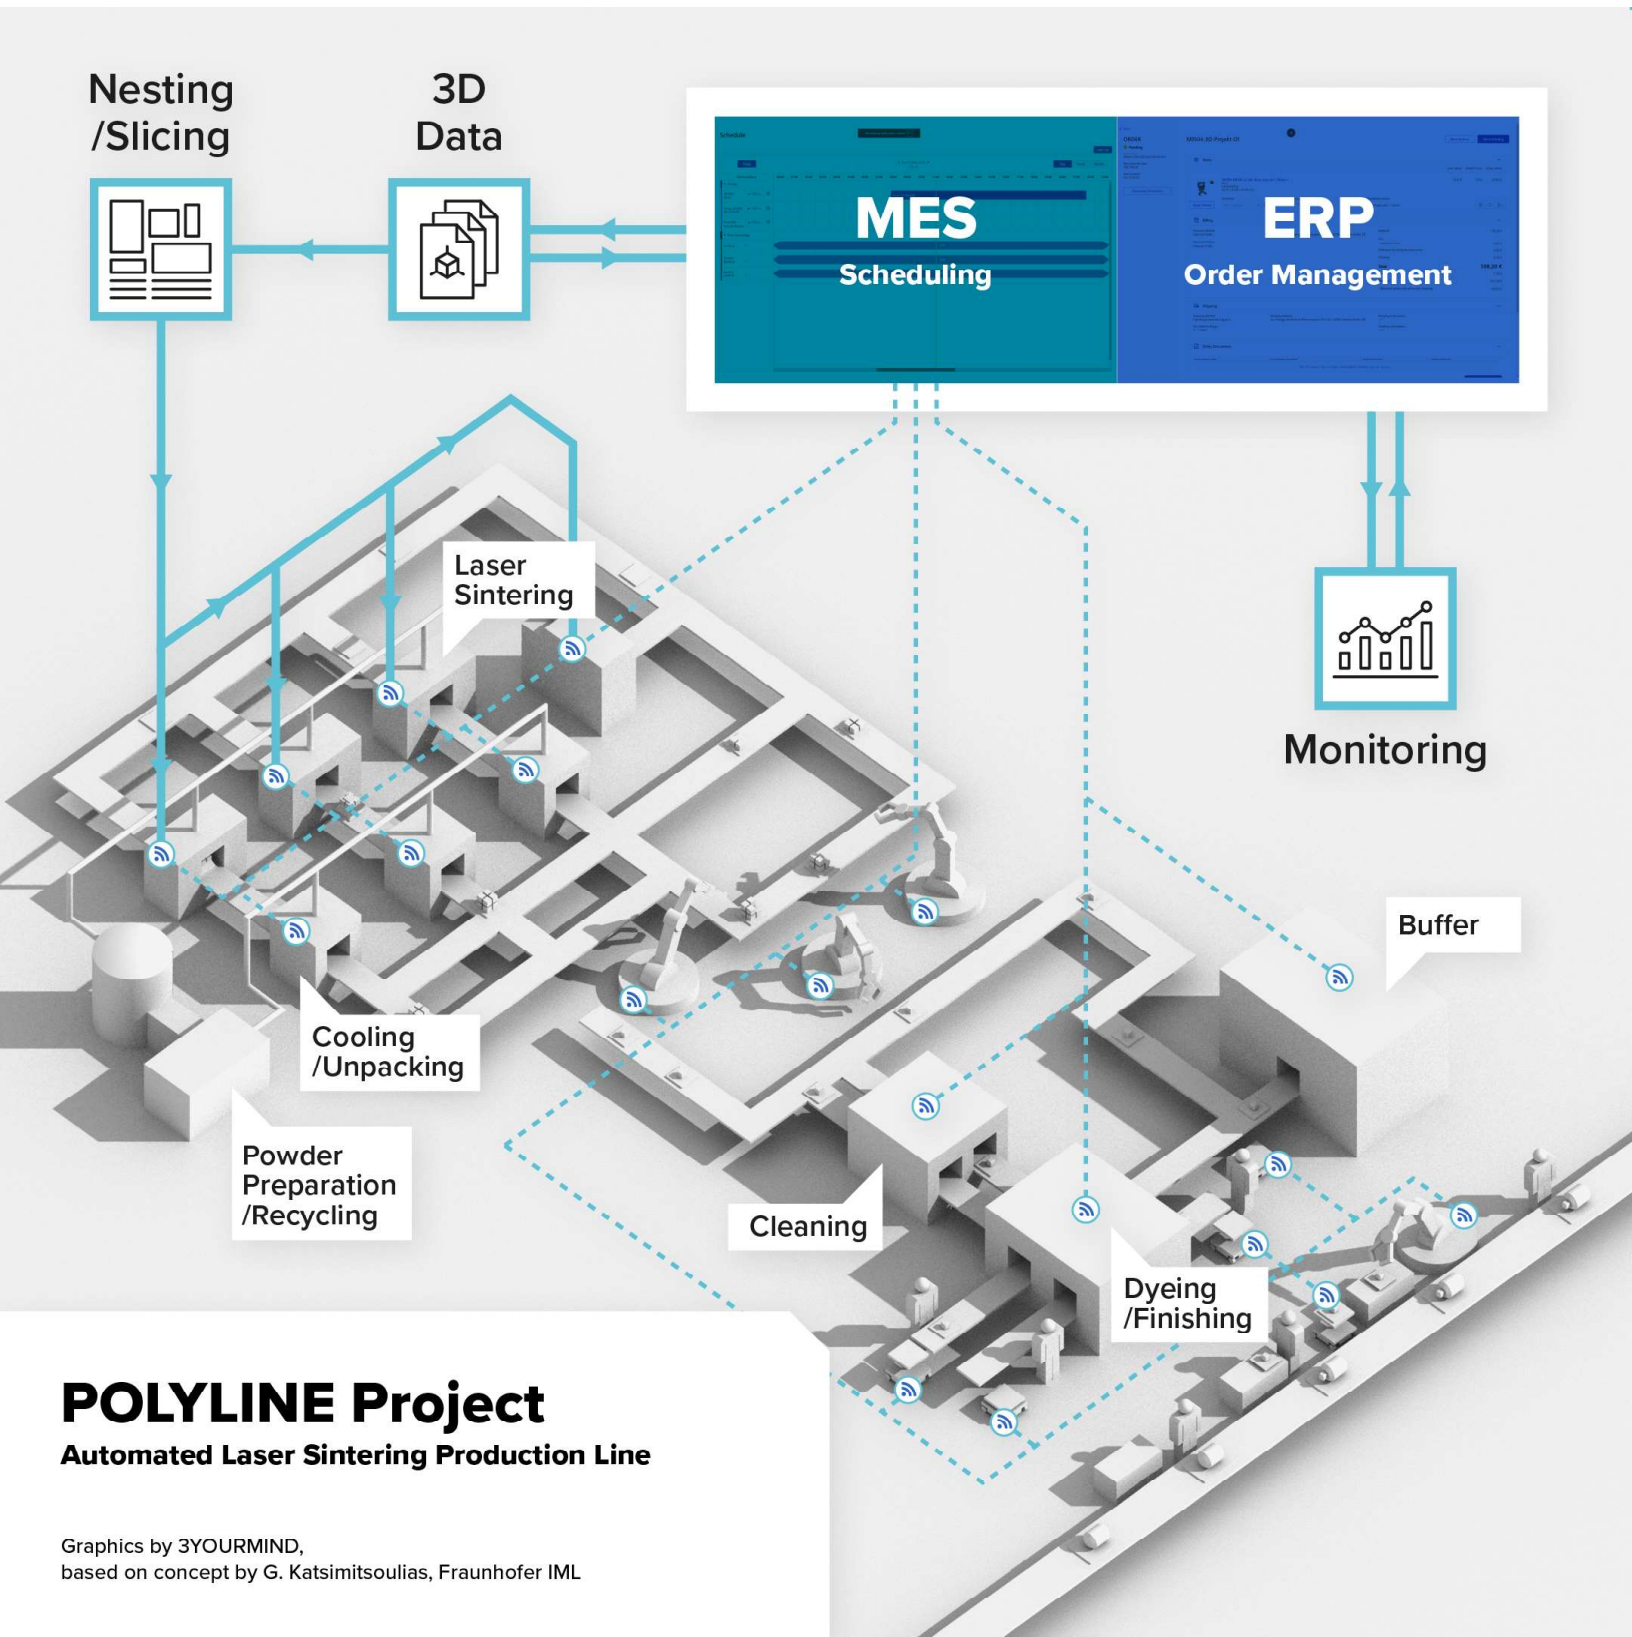 Nesting
/Slicing
3D
Data
Schedule
MES
Scheduling
ERP
Order Management
Laser
Sintering
Monitoring
Buffer
Cooling
/Unpacking
Powder
Preparation
/Recycling
Cleaning
Dyeing
/Finishing
POLYLINE Project
Automated Laser Sintering Production Line
Graphics by 3YOURMIND,
based on concept by G. Katsimitsoulias, Fraunhofer IML